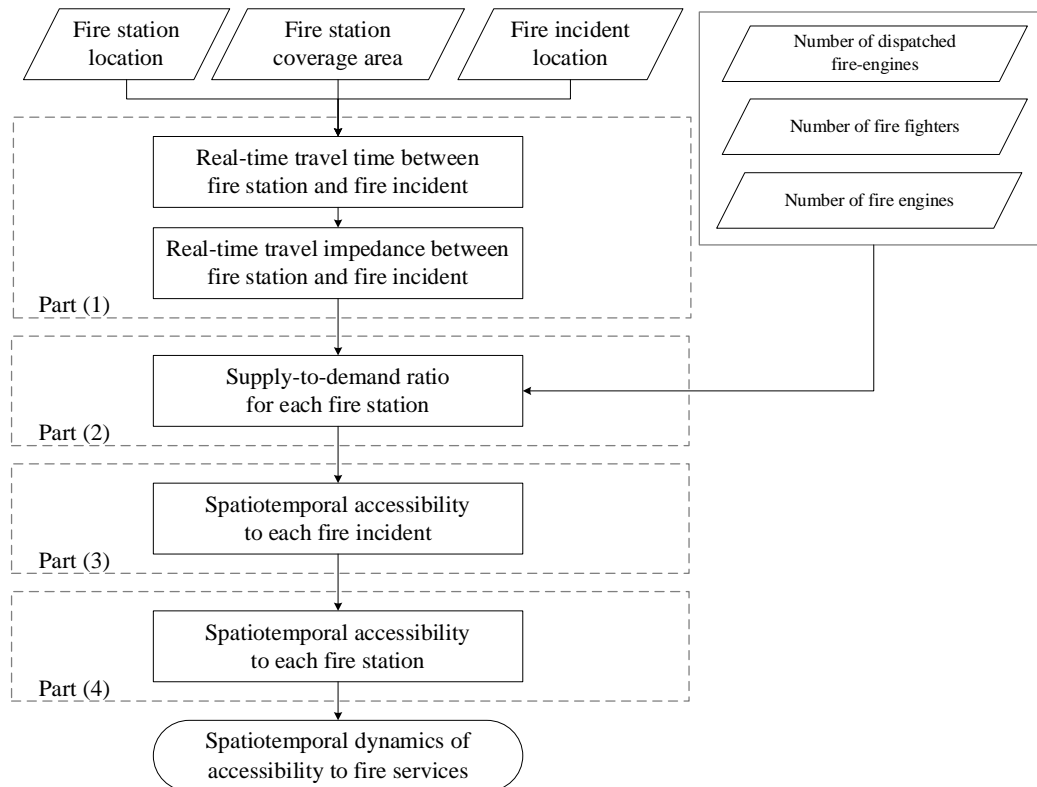 Fire station
location
Fire station
coverage area
Fire incident
location
Number of dispatched
fire-engines
Number of fire fighters
Number of fire engines
Real-time travel time between
fire station and fire incident
Real-time travel impedance between
fire station and fire incident
Part (1)
Supply-to-demand ratio
for each fire station
Part (2)
Spatiotemporal accessibility
to each fire incident
Part (3)
Spatiotemporal accessibility
to each fire station
Part (4)
Spatiotemporal dynamics of
accessibility to fire services